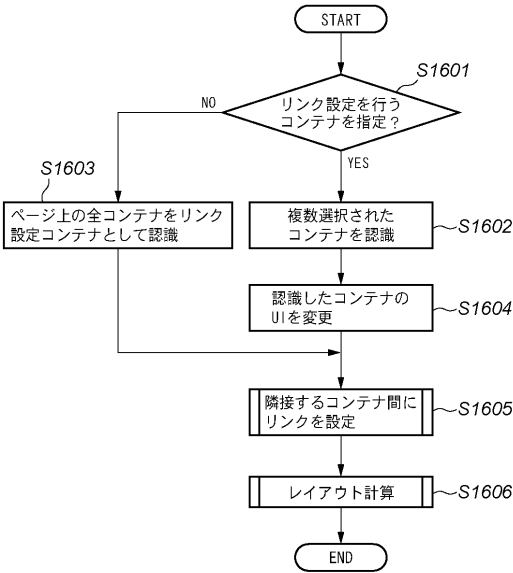 START
S1601
リンク設定を行う
コンテナを指定？
NO
YES
S1603
ページ上の全コンテナをリンク
設定コンテナとして認識
複数選択された
コンテナを認識
S1602
認識したコンテナの
UIを変更
S1604
隣接するコンテナ間に
リンクを設定
S1605
レイアウト計算
S1606
END